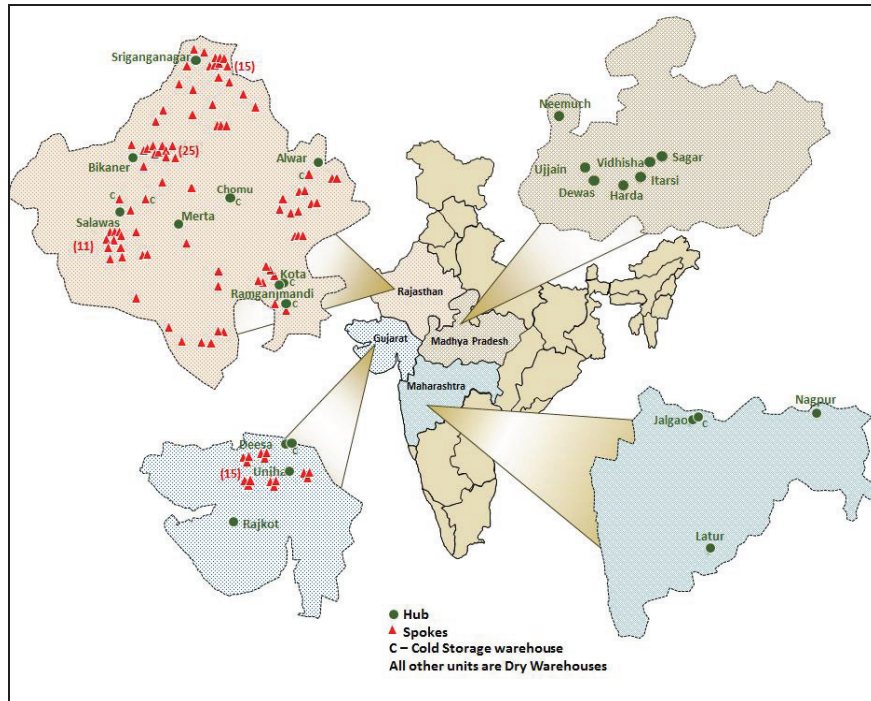 Sriganganagar
(15)
(25)
Bikaner
Alwar
C
C
C
Chomu
C
Salawas
Merta
(11)
Kota
C
Ramganjmandi
C
Neemuch
Ujjain
Vidhisha
Sagar
Dewas
Itarsi
Harda
Rajasthan
Gujarat
Madhya Pradesh
Maharashtra
Deesa
C
(15)
Uniha
Rajkot
Jalgao
C
Nagpur
Latur
Hub
Spokes
C – Cold Storage warehouse
All other units are Dry Warehouses